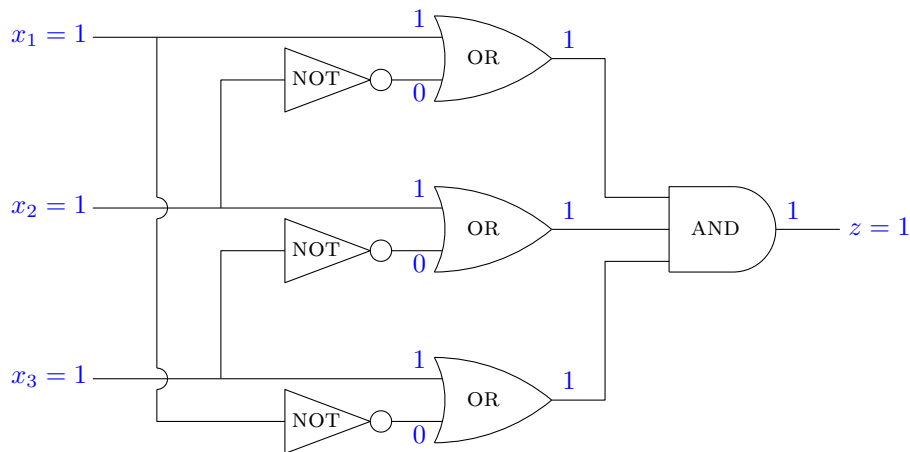 1
x₁ = 1
1
OR
NOT
0
1
x₂ = 1
1
OR
1
AND
z = 1
NOT
0
1
x₃ = 1
1
OR
NOT
0